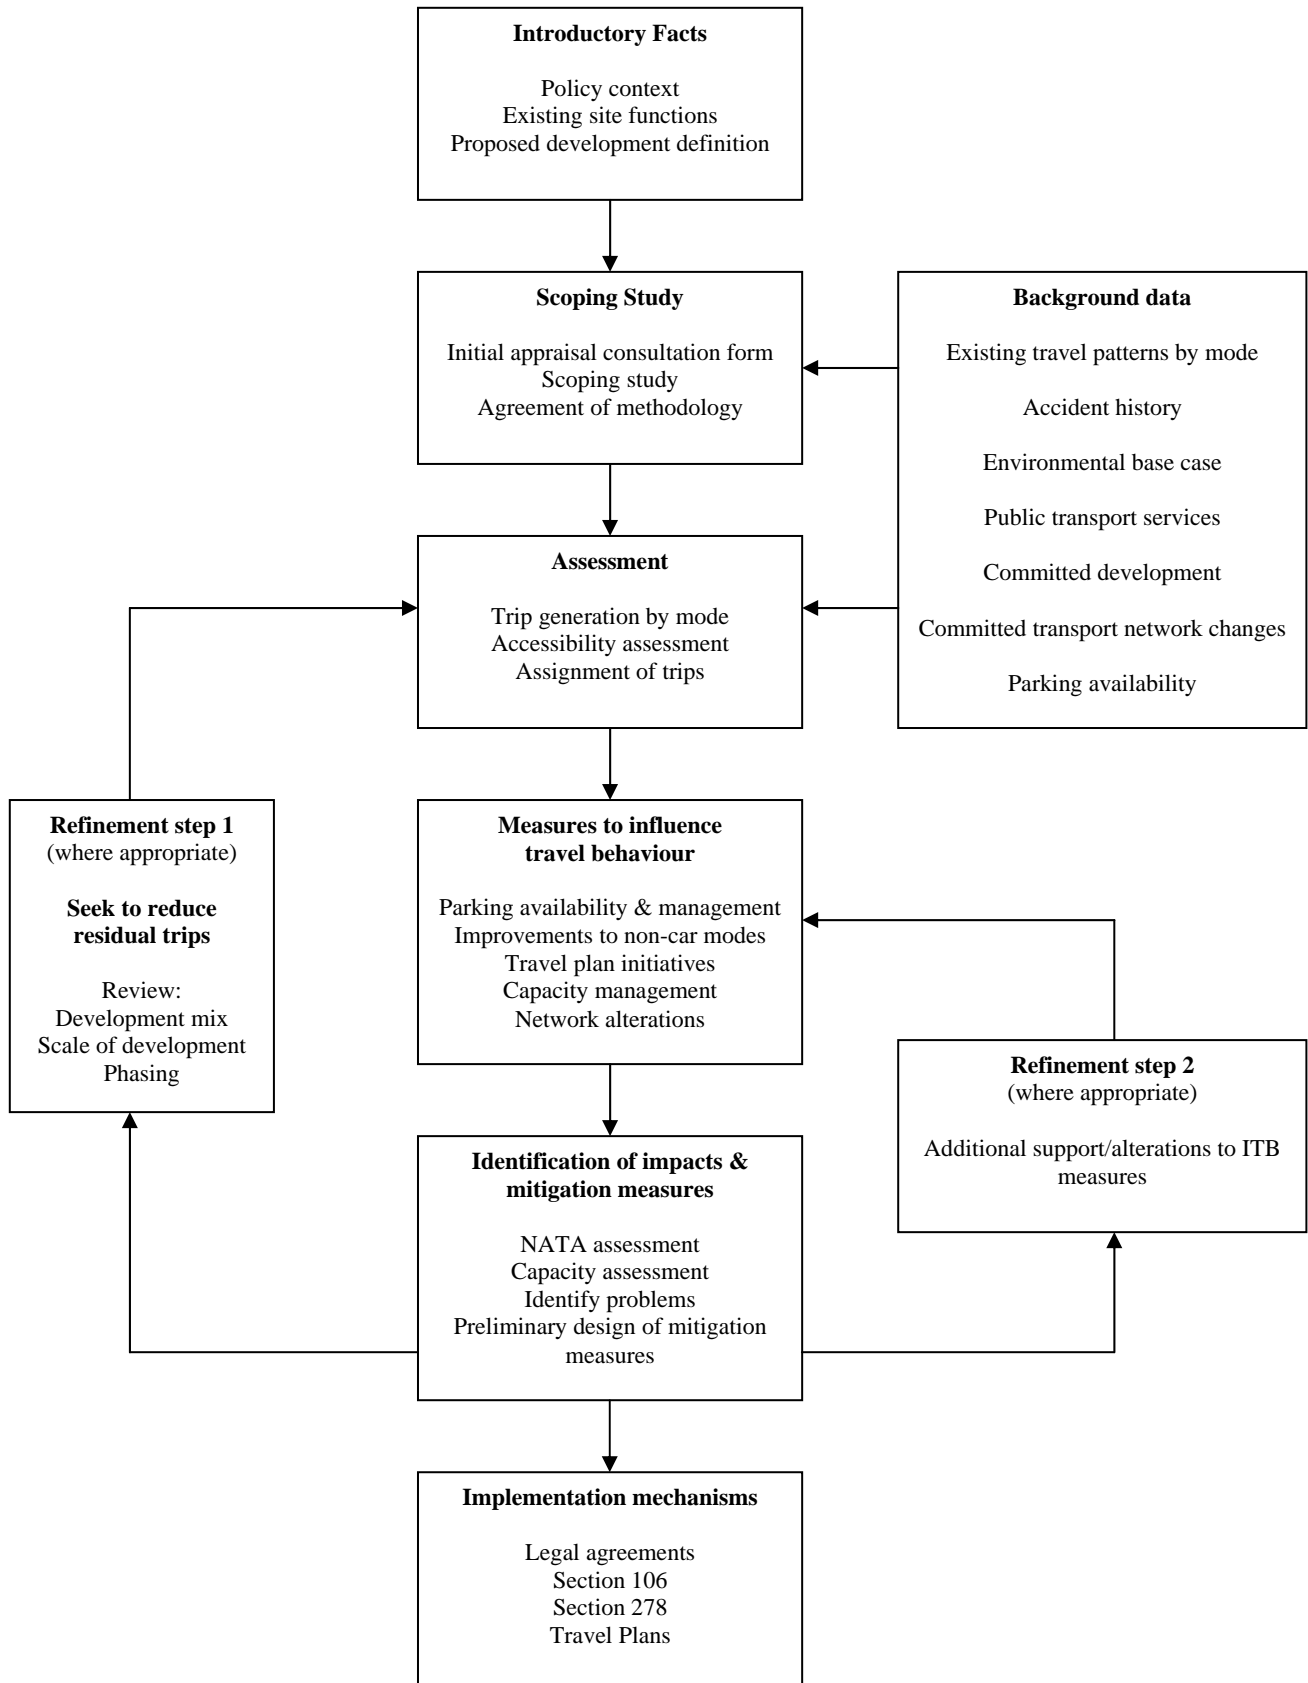 Introductory Facts
Policy context
Existing site functions
Proposed development definition
Scoping Study
Initial appraisal consultation form
Scoping study
Agreement of methodology
Background data
Existing travel patterns by mode
Accident history
Environmental base case
Public transport services
Committed development
Committed transport network changes
Parking availability
Assessment
Trip generation by mode
Accessibility assessment
Assignment of trips
Refinement step 1
(where appropriate)
Seek to reduce
residual trips
Review:
Development mix
Scale of development
Phasing
Measures to influence
travel behaviour
Parking availability & management
Improvements to non-car modes
Travel plan initiatives
Capacity management
Network alterations
Refinement step 2
(where appropriate)
Additional support/alterations to ITB
measures
Identification of impacts &
mitigation measures
NATA assessment
Capacity assessment
Identify problems
Preliminary design of mitigation
measures
Implementation mechanisms
Legal agreements
Section 106
Section 278
Travel Plans